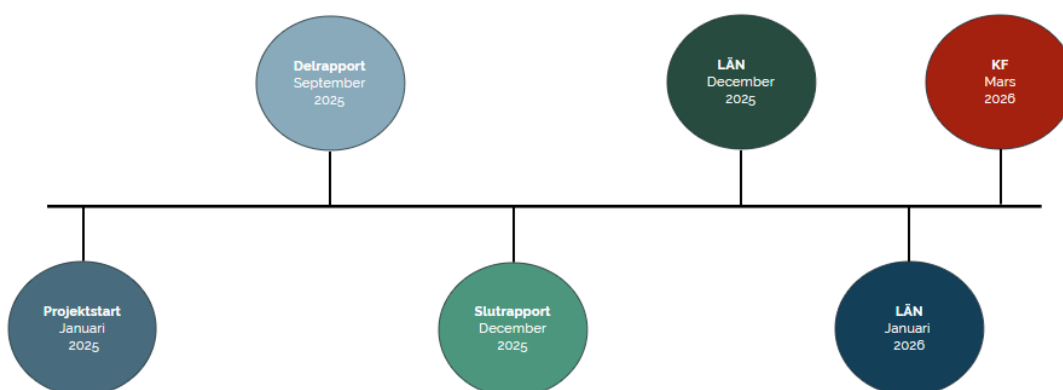 Projektstart
Januari
2025
Delrapport
September
2025
Slutrapport
December
2025
LÄN
December
2025
LÄN
Januari
2026
KF
Mars
2026